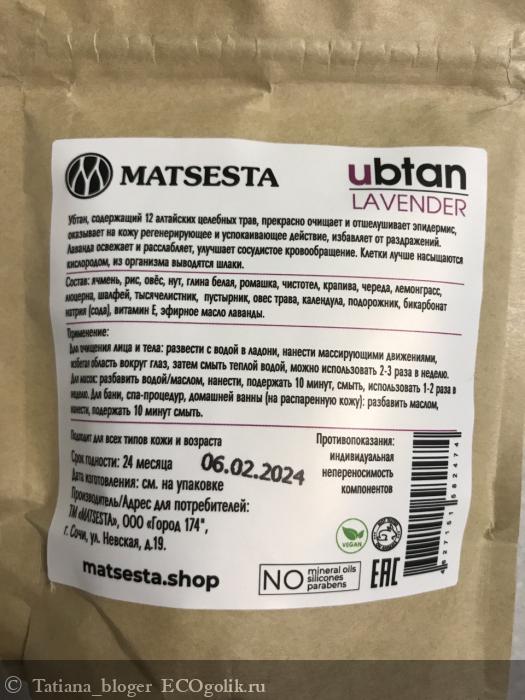 MATSESTA
ubtan
LAVENDER
Убтан, содержащий 12 алтайских целебных трав, прекрасно очищает и отшелушивает эпидермис,
оказывает на кожу регенерирующее и успокаивающее действие, избавляет от раздражений.
Лаванда освежает и расслабляет, улучшает сосудистое кровообращение. Клетки лучше насыщаются
кислородом, из организма выводятся шлаки.
Состав: ячмень, рис, овёс, нут, глина белая, ромашка, чистотел, крапива, череда, лемонграсс,
люцерна, шалфей, тысячелистник, пустырник, овес трава, календула, подорожник, бикарбонат
натрия (сода), витамин Е, эфирное масло лаванды.
Применение:
Для очищения лица и тела: развести с водой в ладони, нанести массирующими движениями,
избегая область вокруг глаз, затем смыть теплой водой, можно использовать 2-3 раза в неделю.
Для масок: разбавить водой/маслом, нанести, подержать 10 минут, смыть, использовать 1-2 раза в
неделю. Для бани, спа-процедур, домашней ванны (на распаренную кожу): разбавить маслом,
нанести, подержать 10 минут смыть.
Подходит для всех типов кожи и возраста
Срок годности: 24 месяца
06.02.2024
Дата изготовления: см. на упаковке
Производитель/Адрес для потребителей:
ТМ «MATSESTA», ООО «Город 174",
г. Сочи, ул. Невская, д.19.
Противопоказания:
индивидуальная
непереносимость
компонентов
VEGAN
matsesta.shop
NO mineral oils
silicones
parabens
EAC
4627151582474
© Tatiana_bloger ECOgolik.ru